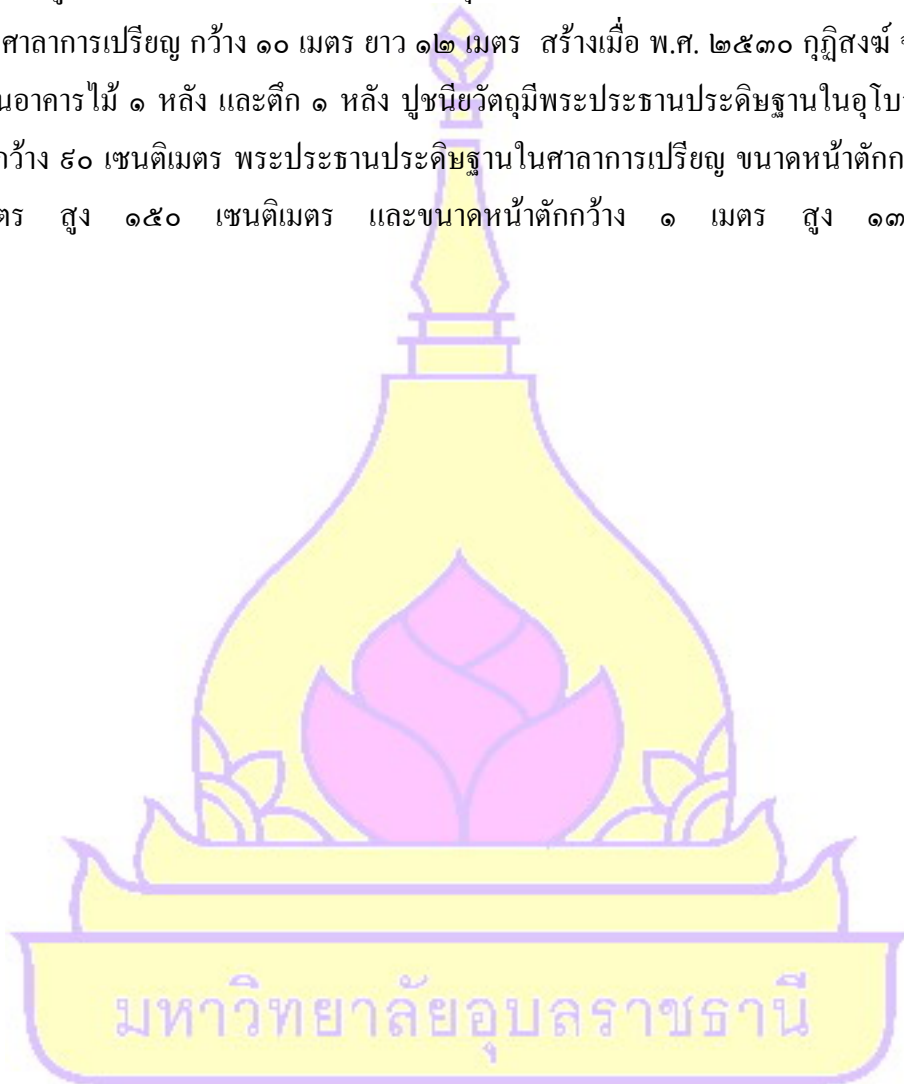 ศาลาการเปรียญ กว้าง ๑๐ เมตร ยาว ๑๒ เมตร สร้างเมื่อ พ.ศ. ๒๕๓๐ กุฏิสงฆ์
นอาคารไม้ ๑ หลัง และตึก ๑ หลัง ปูชนียวัตถุมีพระประธานประดิษฐานในอุโบ
กว้าง ๙๐ เซนติเมตร พระประธานประดิษฐานในศาลาการเปรียญ ขนาดหน้าตัก
ตร สูง ๑๕๐ เซนติเมตร และขนาดหน้าตักกว้าง ๑ เมตร สูง ๑๓
มหาวิทยาลัยอุบลราชธานี